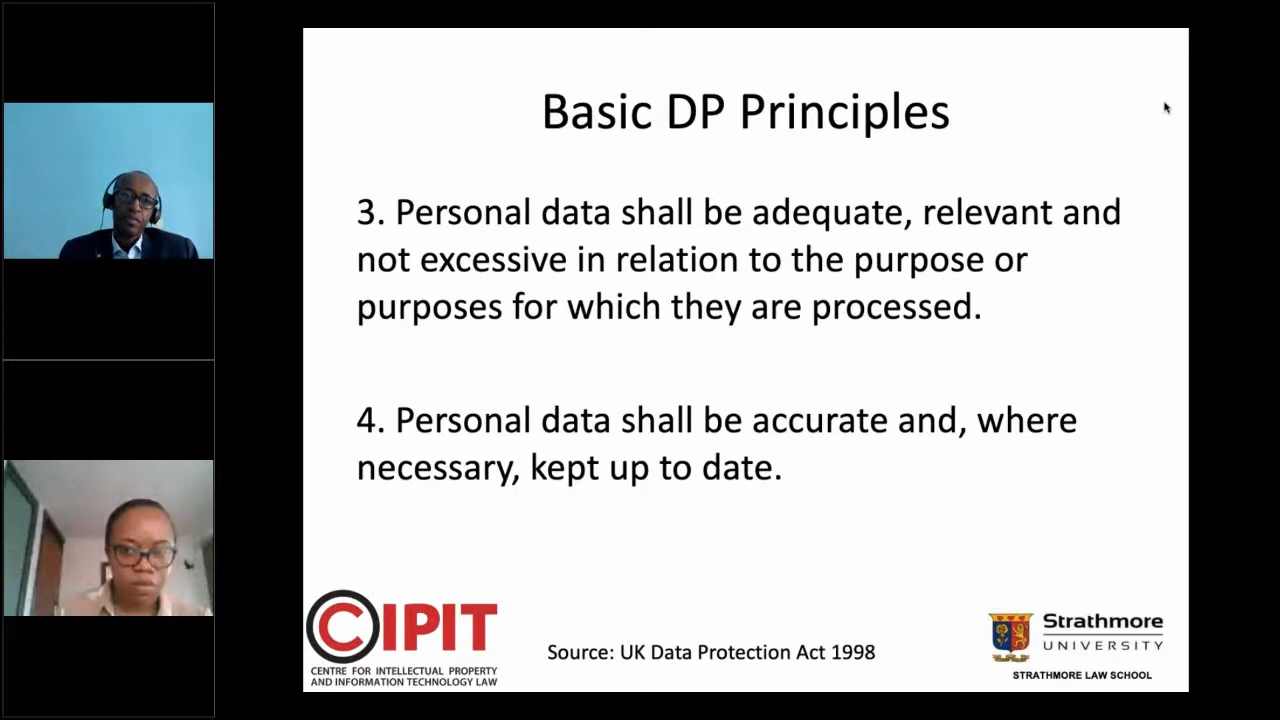 Basic DP Principles
3. Personal data shall be adequate, relevant and
not excessive in relation to the purpose or
purposes for which they are processed.
4. Personal data shall be accurate and, where
necessary, kept up to date.
CIPIT
CENTRE FOR INTELLECTUAL PROPERTY
AND INFORMATION TECHNOLOGY LAW
Source: UK Data Protection Act 1998
Strathmore
UNIVERSITY
STRATHMORE LAW SCHOOL